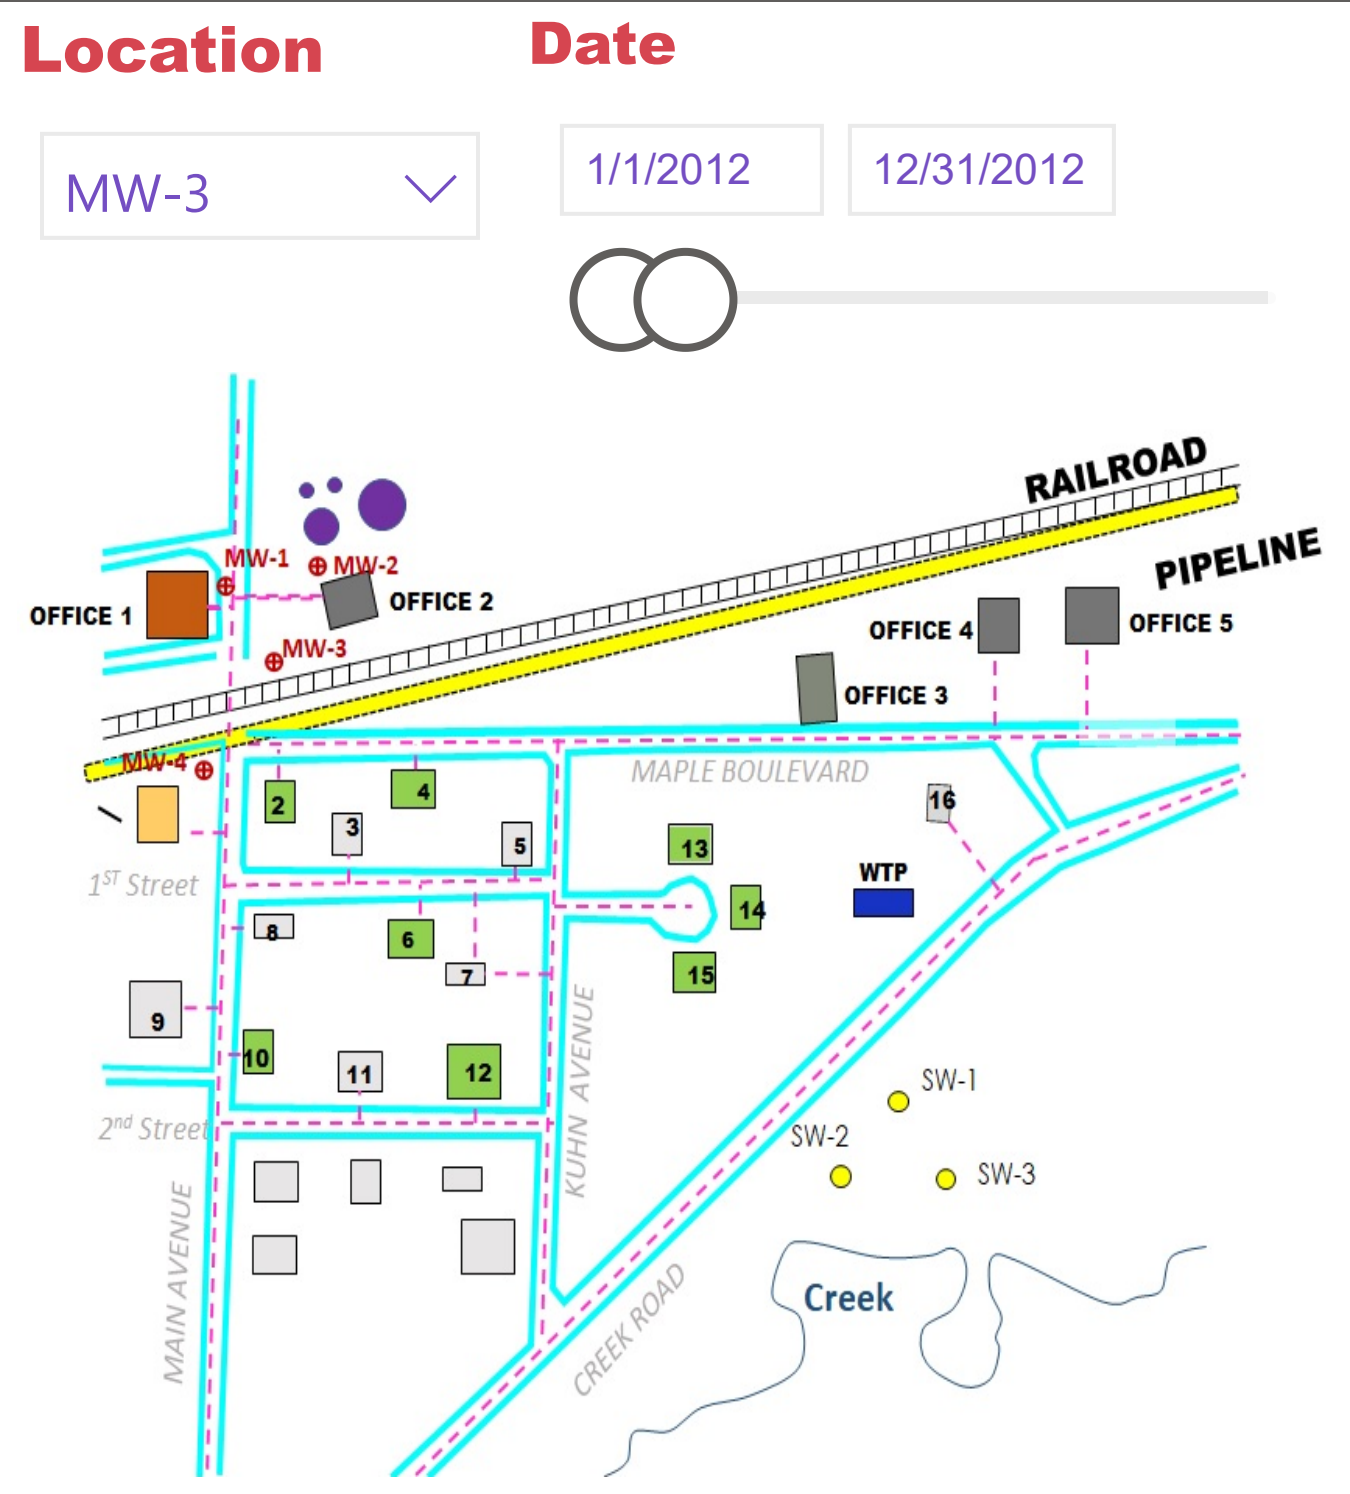 Location
Date
MW-3
1/1/2012
12/31/2012
RAILROAD
PIPELINE
MW-1
MW-2
OFFICE 1
OFFICE 2
MW-3
OFFICE 4
OFFICE 5
OFFICE 3
MW-4
MAPLE BOULEVARD
2
4
3
5
16
13
1ST Street
WTP
14
8
6
7
15
9
10
11
12
KUHN AVENUE
SW-1
2nd Street
SW-2
SW-3
MAIN AVENUE
Creek
CREEK ROAD